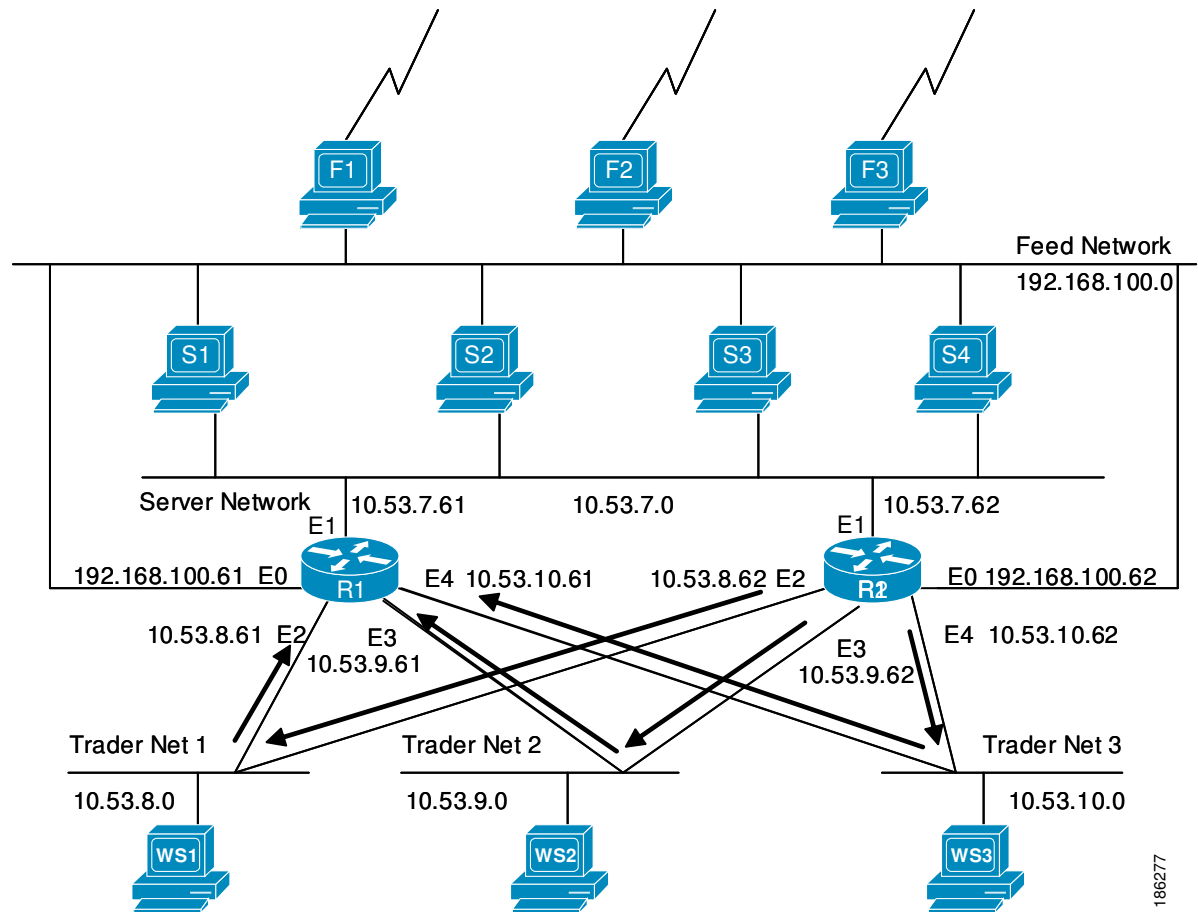 F1
F2
F3
Feed Network
192.168.100.0
S1
S2
S3
S4
Server Network
10.53.7.61
10.53.7.0
10.53.7.62
E1
E1
192.168.100.61 E0
R1
E4 10.53.10.61
10.53.8.62 E2
E0 192.168.100.62
10.53.8.61 E2
E3
10.53.9.61
E3
10.53.9.62
E4 10.53.10.62
Trader Net 1
Trader Net 2
Trader Net 3
10.53.8.0
10.53.9.0
10.53.10.0
WS1
WS2
WS3
186277